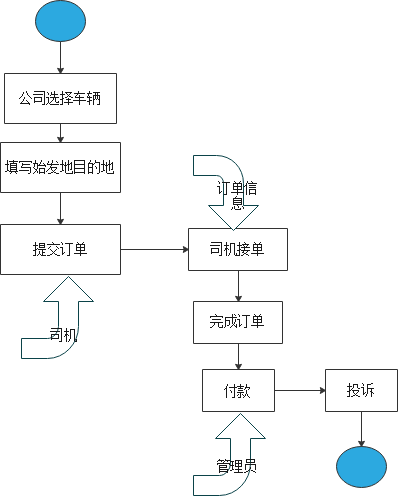 公司选择车辆
填写始发地目的地
订单信
息
提交订单
司机接单
司机
完成订单
付款
投诉
管理员